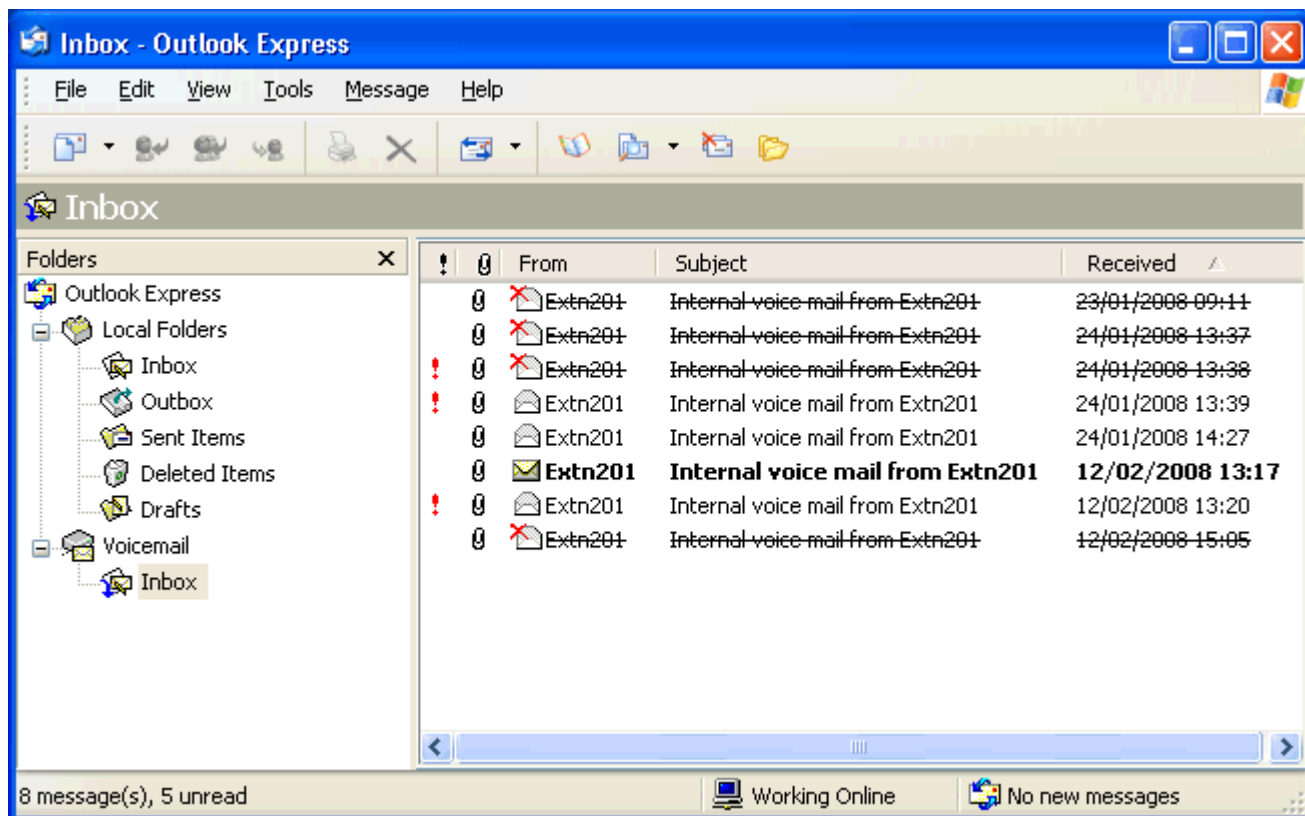 Inbox - Outlook Express
File Edit View Tools Message Help
Inbox
Folders
Outlook Express
Local Folders
Inbox
Outbox
Sent Items
Deleted Items
Drafts
Voicemail
Inbox
! From Subject Received
Extn201 Internal voice mail from Extn201 23/01/2008 09:11
Extn201 Internal voice mail from Extn201 24/01/2008 13:37
! Extn201 Internal voice mail from Extn201 24/01/2008 13:38
! Extn201 Internal voice mail from Extn201 24/01/2008 13:39
Extn201 Internal voice mail from Extn201 24/01/2008 14:27
Extn201 Internal voice mail from Extn201 12/02/2008 13:17
! Extn201 Internal voice mail from Extn201 12/02/2008 13:20
Extn201 Internal voice mail from Extn201 12/02/2008 15:05
8 message(s), 5 unread Working Online No new messages